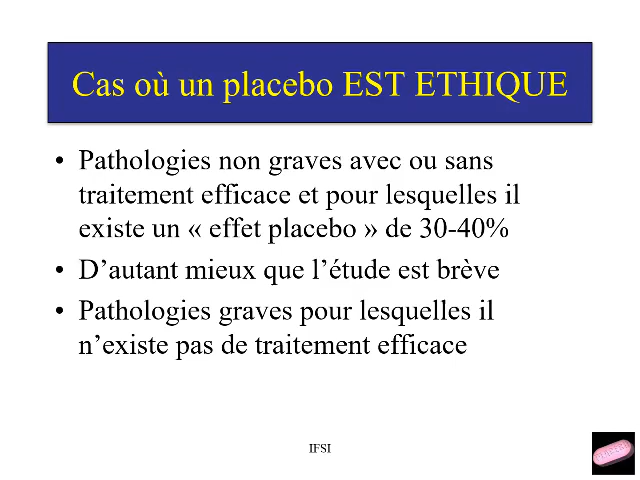 Cas où un placebo EST ETHIQUE
• Pathologies non graves avec ou sans
traitement efficace et pour lesquelles il
existe un « effet placebo » de 30-40%
• D’autant mieux que l’étude est brève
• Pathologies graves pour lesquelles il
n’existe pas de traitement efficace
IFSI